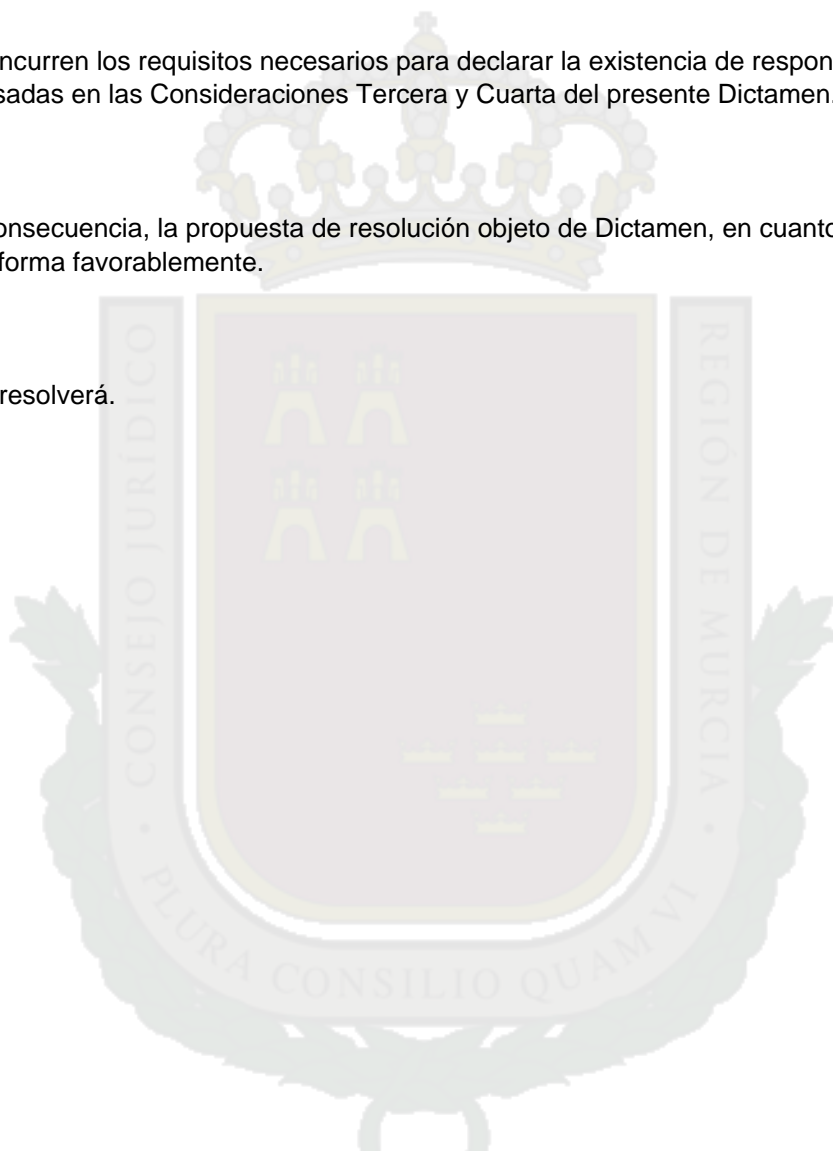 ncurren los requisitos necesarios para declarar la existencia de respon
sadas en las Consideraciones Tercera y Cuarta del presente Dictamen.
onsecuencia, la propuesta de resolución objeto de Dictamen, en cuanto
forma favorablemente.
resolverá.
CONSEJO JURÍDICO
REGIÓN DE MURCIA
PLURA CONSILIO QUAM VI